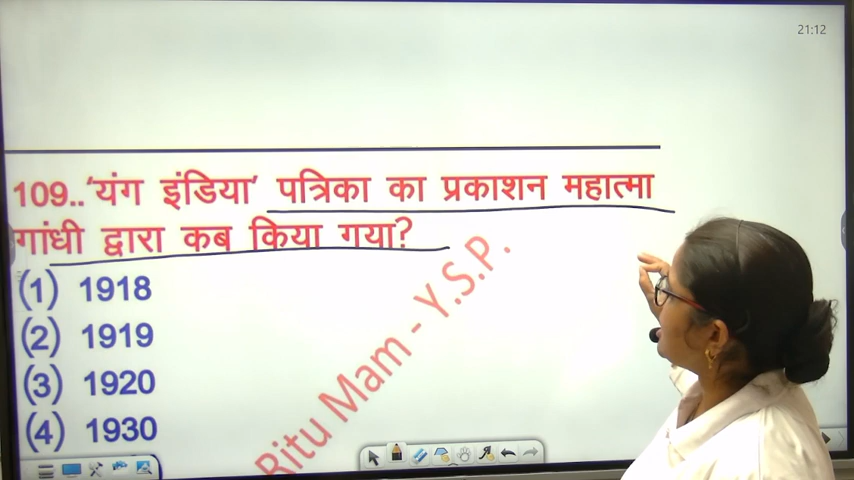 21:12
109..‘यंग इंडिया’ पत्रिका का प्रकाशन महात्मा
गांधी द्वारा कब किया गया?
(1) 1918
(2) 1919
(3) 1920
(4) 1930
Ritu Mam - Y.S.P.